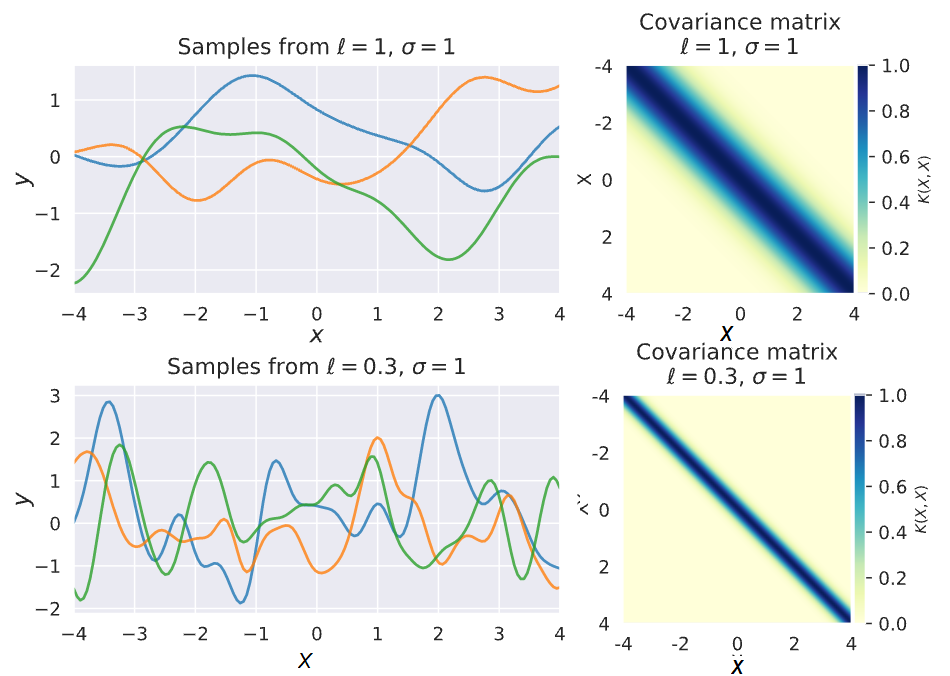 Samples from ℓ = 1, σ = 1
1
0
−1
−2
y
−4 −3 −2 −1 0 1 2 3 4
x
Covariance matrix
ℓ = 1, σ = 1
-4
-2
0
2
4
X
-4 -2 0 2 4
X
1.0
0.8
0.6
0.4
0.2
0.0
K(X, X)
Samples from ℓ = 0.3, σ = 1
3
2
1
0
−1
−2
y
−4 −3 −2 −1 0 1 2 3 4
X
Covariance matrix
ℓ = 0.3, σ = 1
-4
-2
0
2
4
-4 -2 0 2 4
X
1.0
0.8
0.6
0.4
0.2
0.0
K(X, X)